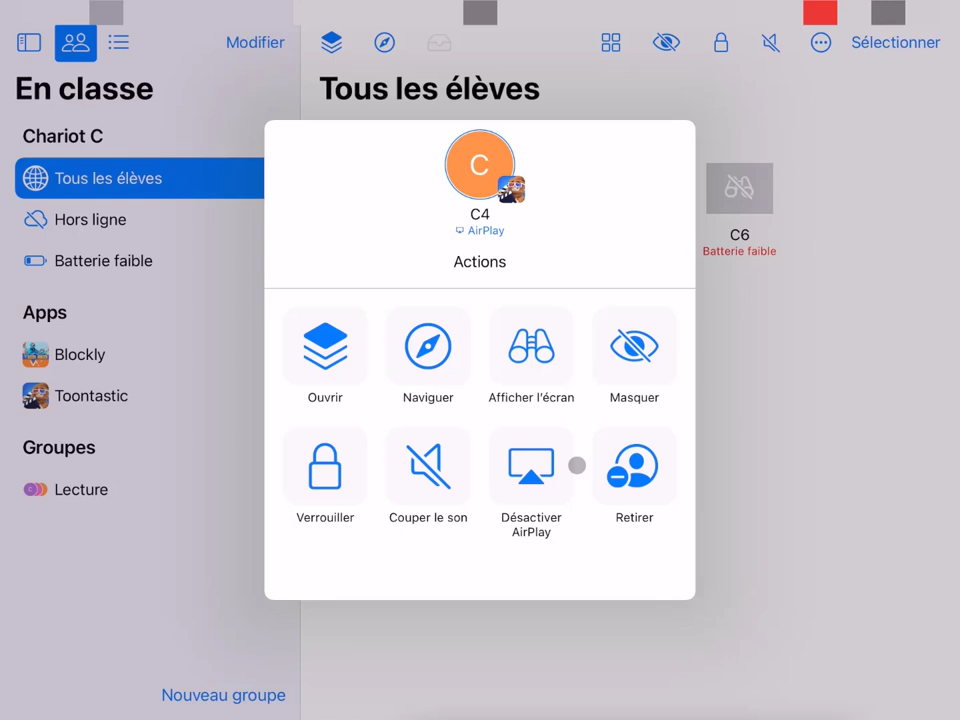 Modifier
Sélectionner
En classe
Tous les élèves
Chariot C
Tous les élèves
Hors ligne
Batterie faible
Apps
Blockly
Toontastic
Groupes
Lecture
Nouveau groupe
C
C4
AirPlay
Actions
Ouvrir
Naviguer
Afficher l'écran
Masquer
Verrouiller
Couper le son
Désactiver
AirPlay
Retirer
C6
Batterie faible